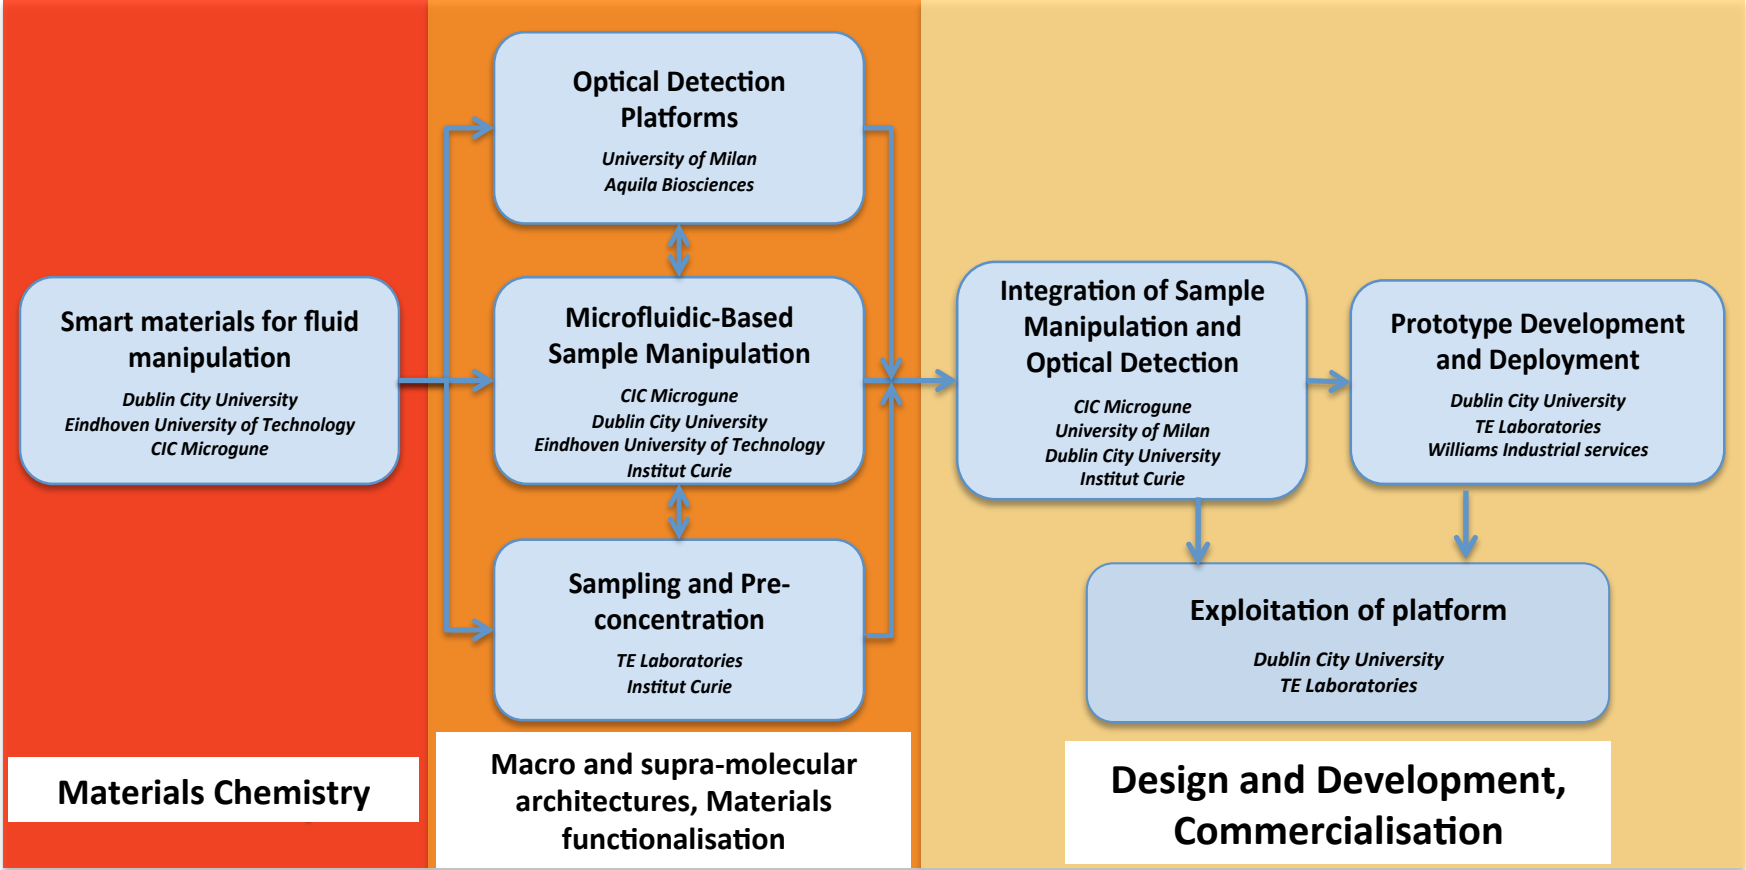 Optical Detection
Platforms
University of Milan
Aquila Biosciences
Smart materials for fluid
manipulation
Dublin City University
Eindhoven University of Technology
CIC Microgune
Microfluidic-Based
Sample Manipulation
CIC Microgune
Dublin City University
Eindhoven University of Technology
Institut Curie
Sampling and Pre-
concentration
TE Laboratories
Institut Curie
Integration of Sample
Manipulation and
Optical Detection
CIC Microgune
University of Milan
Dublin City University
Institut Curie
Prototype Development
and Deployment
Dublin City University
TE Laboratories
Williams Industrial services
Exploitation of platform
Dublin City University
TE Laboratories
Materials Chemistry
Macro and supra-molecular
architectures, Materials
functionalisation
Design and Development,
Commercialisation